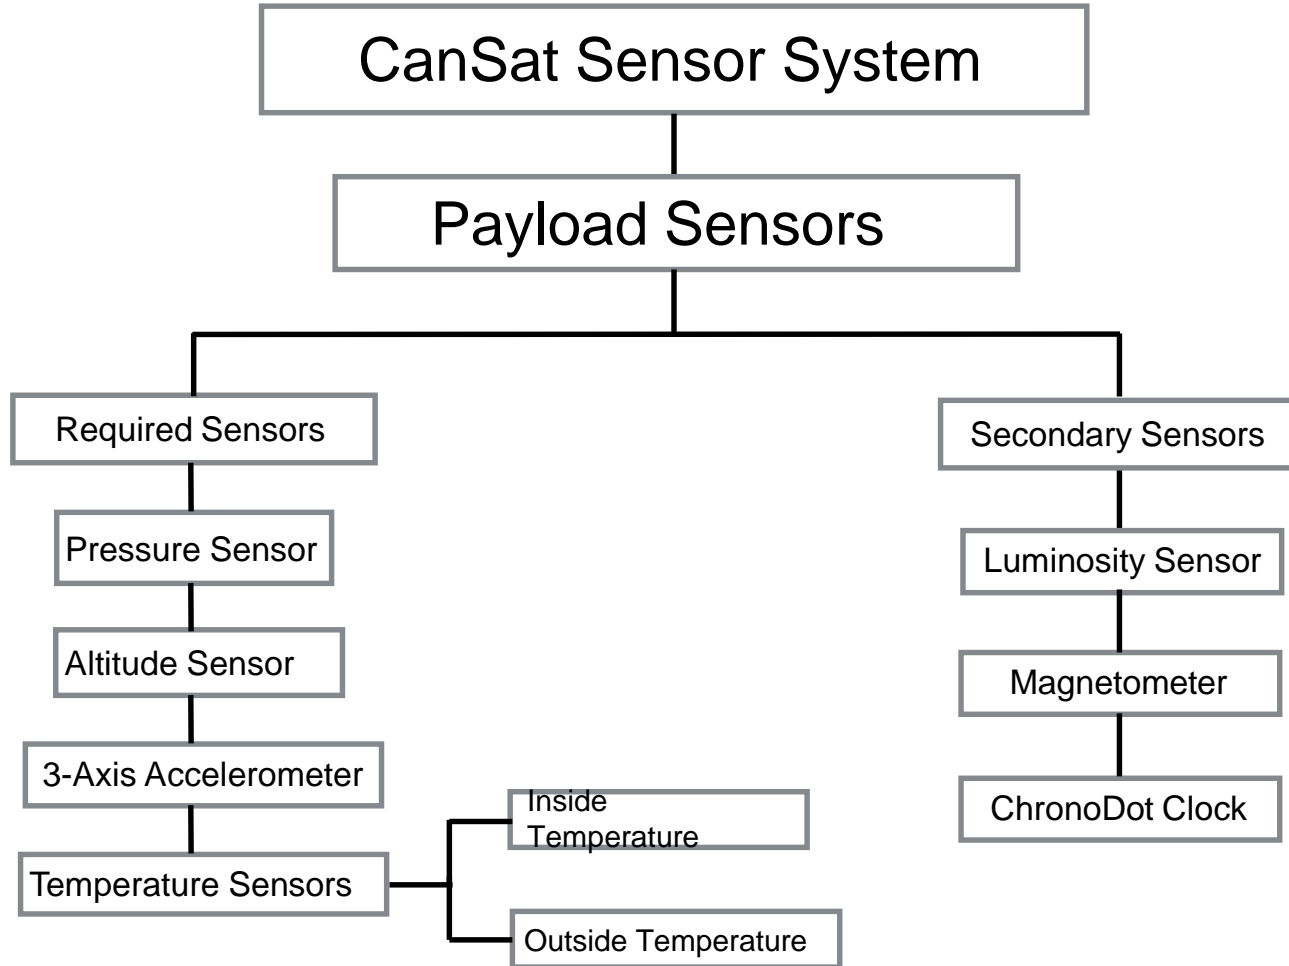 CanSat Sensor System
Payload Sensors
Required Sensors
Secondary Sensors
Pressure Sensor
Luminosity Sensor
Altitude Sensor
Magnetometer
3-Axis Accelerometer
ChronoDot Clock
Inside
Temperature
Temperature Sensors
Outside Temperature